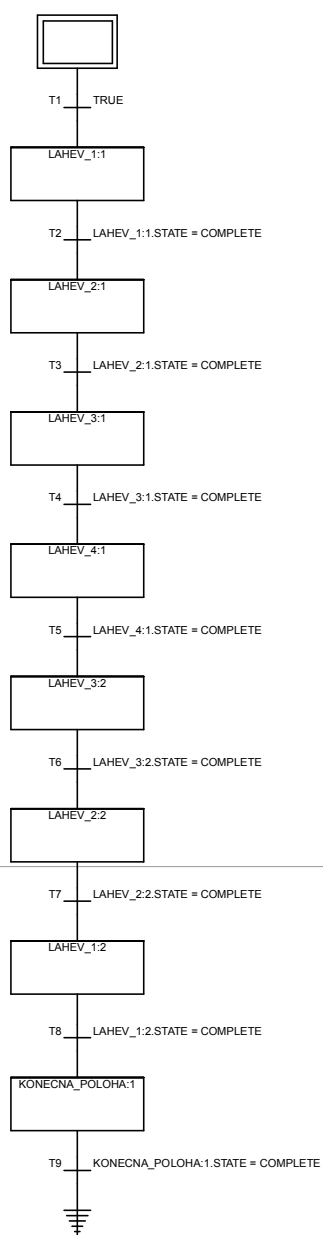 T1 TRUE
LAHEV_1:1
T2 LAHEV_1:1.STATE = COMPLETE
LAHEV_2:1
T3 LAHEV_2:1.STATE = COMPLETE
LAHEV_3:1
T4 LAHEV_3:1.STATE = COMPLETE
LAHEV_4:1
T5 LAHEV_4:1.STATE = COMPLETE
LAHEV_3:2
T6 LAHEV_3:2.STATE = COMPLETE
LAHEV_2:2
T7 LAHEV_2:2.STATE = COMPLETE
LAHEV_1:2
T8 LAHEV_1:2.STATE = COMPLETE
KONECNA_POLOHA:1
T9 KONECNA_POLOHA:1.STATE = COMPLETE